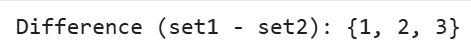 Difference (set1 - set2): {1, 2, 3}